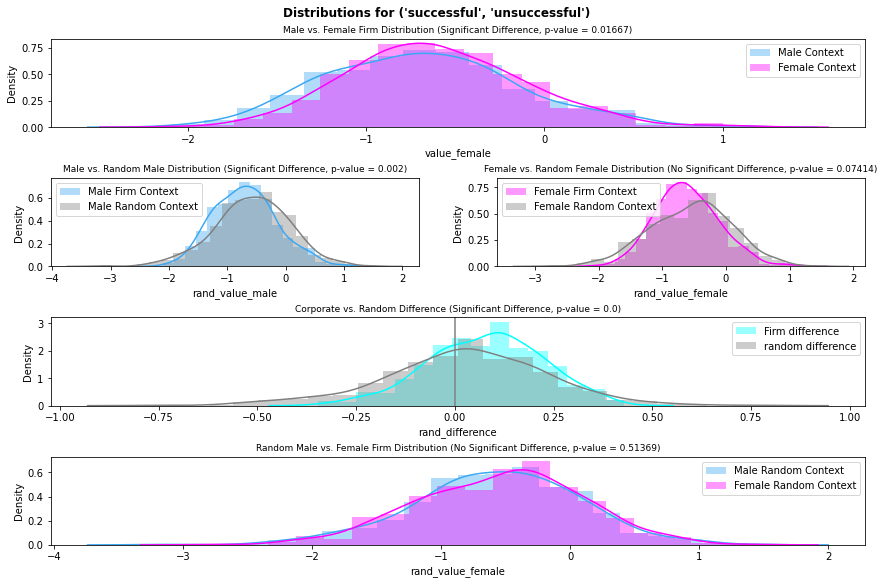 Distributions for ('successful', 'unsuccessful')
Male vs. Female Firm Distribution (Significant Difference, p-value = 0.01667)
Density
0.75
0.50
0.25
0.00
Male Context
Female Context
−2
−1
0
1
value_female
Male vs. Random Male Distribution (Significant Difference, p-value = 0.002)
Density
0.6
0.4
0.2
0.0
Male Firm Context
Male Random Context
−4
−3
−2
−1
0
1
2
rand_value_male
Female vs. Random Female Distribution (No Significant Difference, p-value = 0.07414)
Density
0.75
0.50
0.25
0.00
Female Firm Context
Female Random Context
−3
−2
−1
0
1
2
rand_value_female
Corporate vs. Random Difference (Significant Difference, p-value = 0.0)
Density
3
2
1
0
Firm difference
random difference
−1.00
−0.75
−0.50
−0.25
0.00
0.25
0.50
0.75
1.00
rand_difference
Random Male vs. Female Firm Distribution (No Significant Difference, p-value = 0.51369)
Density
0.6
0.4
0.2
0.0
Male Random Context
Female Random Context
−4
−3
−2
−1
0
1
2
rand_value_female